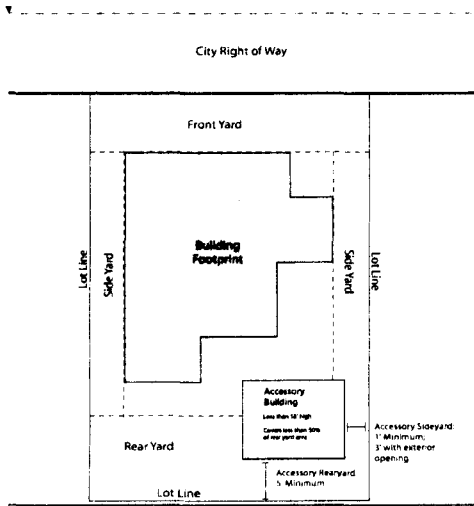 City Right of Way
Front Yard
Building
Footprint
Lot Line
Side Yard
Side Yard
Lot Line
Accessory
Building
Less than 18' high
Covers less than 50%
of rear yard area
Accessory Sideyard:
1' Minimum;
3' with exterior
opening
Rear Yard
Accessory Rearyard
5' Minimum
Lot Line